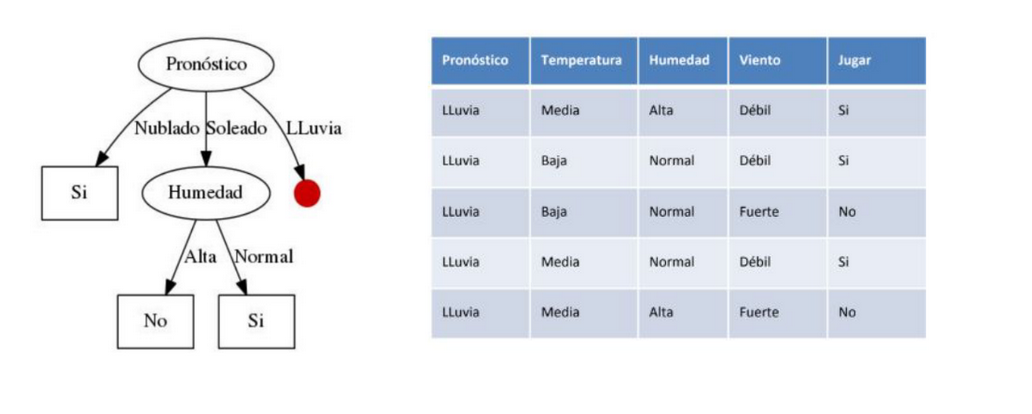 Pronóstico
Nublado Soleado LLuvia
Si Humedad
Alta Normal
No Si
Pronóstico Temperatura Humedad Viento Jugar
LLuvia Media Alta Débil Si
LLuvia Baja Normal Débil Si
LLuvia Baja Normal Fuerte No
LLuvia Media Normal Débil Si
LLuvia Media Alta Fuerte No